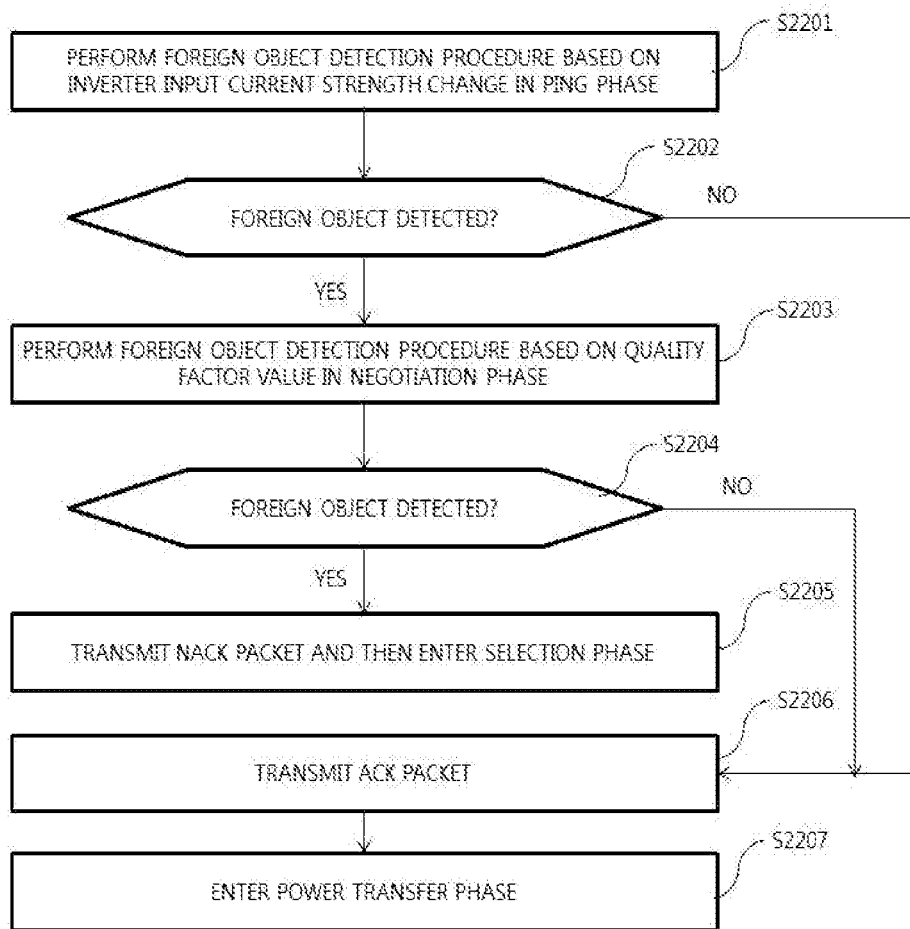 S2201
PERFORM FOREIGN OBJECT DETECTION PROCEDURE BASED ON
INVERTER INPUT CURRENT STRENGTH CHANGE IN PING PHASE
S2202
FOREIGN OBJECT DETECTED?
NO
YES
S2203
PERFORM FOREIGN OBJECT DETECTION PROCEDURE BASED ON QUALITY
FACTOR VALUE IN NEGOTIATION PHASE
S2204
FOREIGN OBJECT DETECTED?
NO
YES
S2205
TRANSMIT NACK PACKET AND THEN ENTER SELECTION PHASE
S2206
TRANSMIT ACK PACKET
S2207
ENTER POWER TRANSFER PHASE